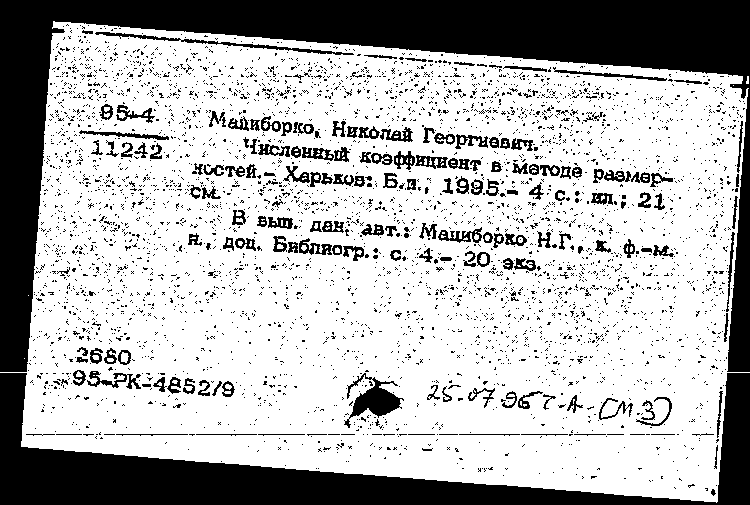 95-4
11242
Мациборко, Николай Георгиевич.
Численный коэффициент в методе размер-
ностей.- Харьков: Б.и., 1995.- 4 с.: ил.; 21
см.
В вып. дан. авт.: Мациборко Н.Г., к. ф.-м.
н., доц. Библиогр.: с. 4.- 20 экз.
2680
95-РК-4852/9
25.07 96 г-А-(М.З)